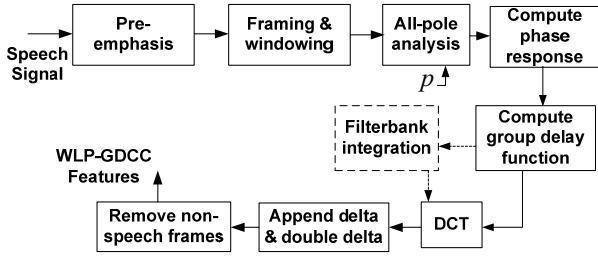 Speech
Signal
Pre-
emphasis
Framing &
windowing
All-pole
analysis
p
Compute
phase
response
Compute
group delay
function
Filterbank
integration
DCT
Append delta
& double delta
Remove non-
speech frames
WLP-GDCC
Features